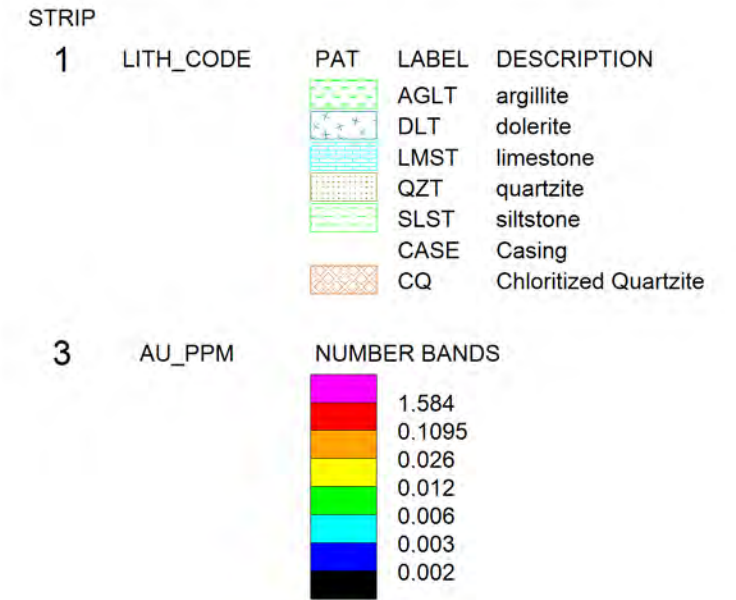 STRIP
1 LITH_CODE PAT LABEL DESCRIPTION
AGLT argillite
DLT dolerite
LMST limestone
QZT quartzite
SLST siltstone
CASE Casing
CQ Chloritized Quartzite
3 AU_PPM NUMBER BANDS
1.584
0.1095
0.026
0.012
0.006
0.003
0.002